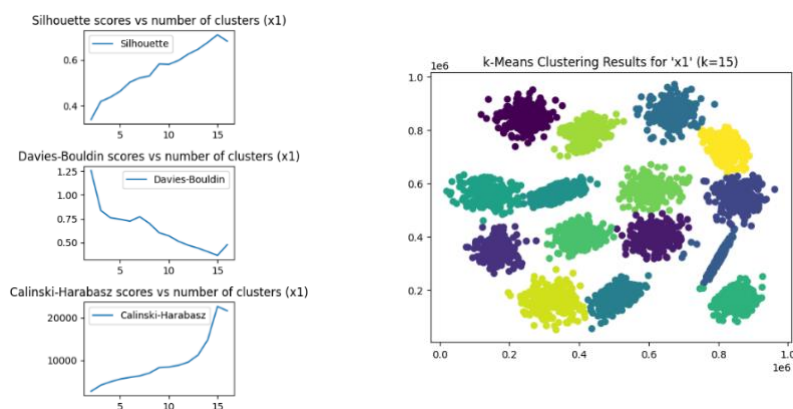 Silhouette scores vs number of clusters (x1)
Silhouette
0.6
0.4
5 10 15
Davies-Bouldin scores vs number of clusters (x1)
Davies-Bouldin
1.25
1.00
0.75
0.50
5 10 15
Calinski-Harabasz scores vs number of clusters (x1)
Calinski-Harabasz
20000
10000
5 10 15
k-Means Clustering Results for 'x1' (k=15)
1e6
1.0
0.8
0.6
0.4
0.2
0.0 0.2 0.4 0.6 0.8 1.0
1e6